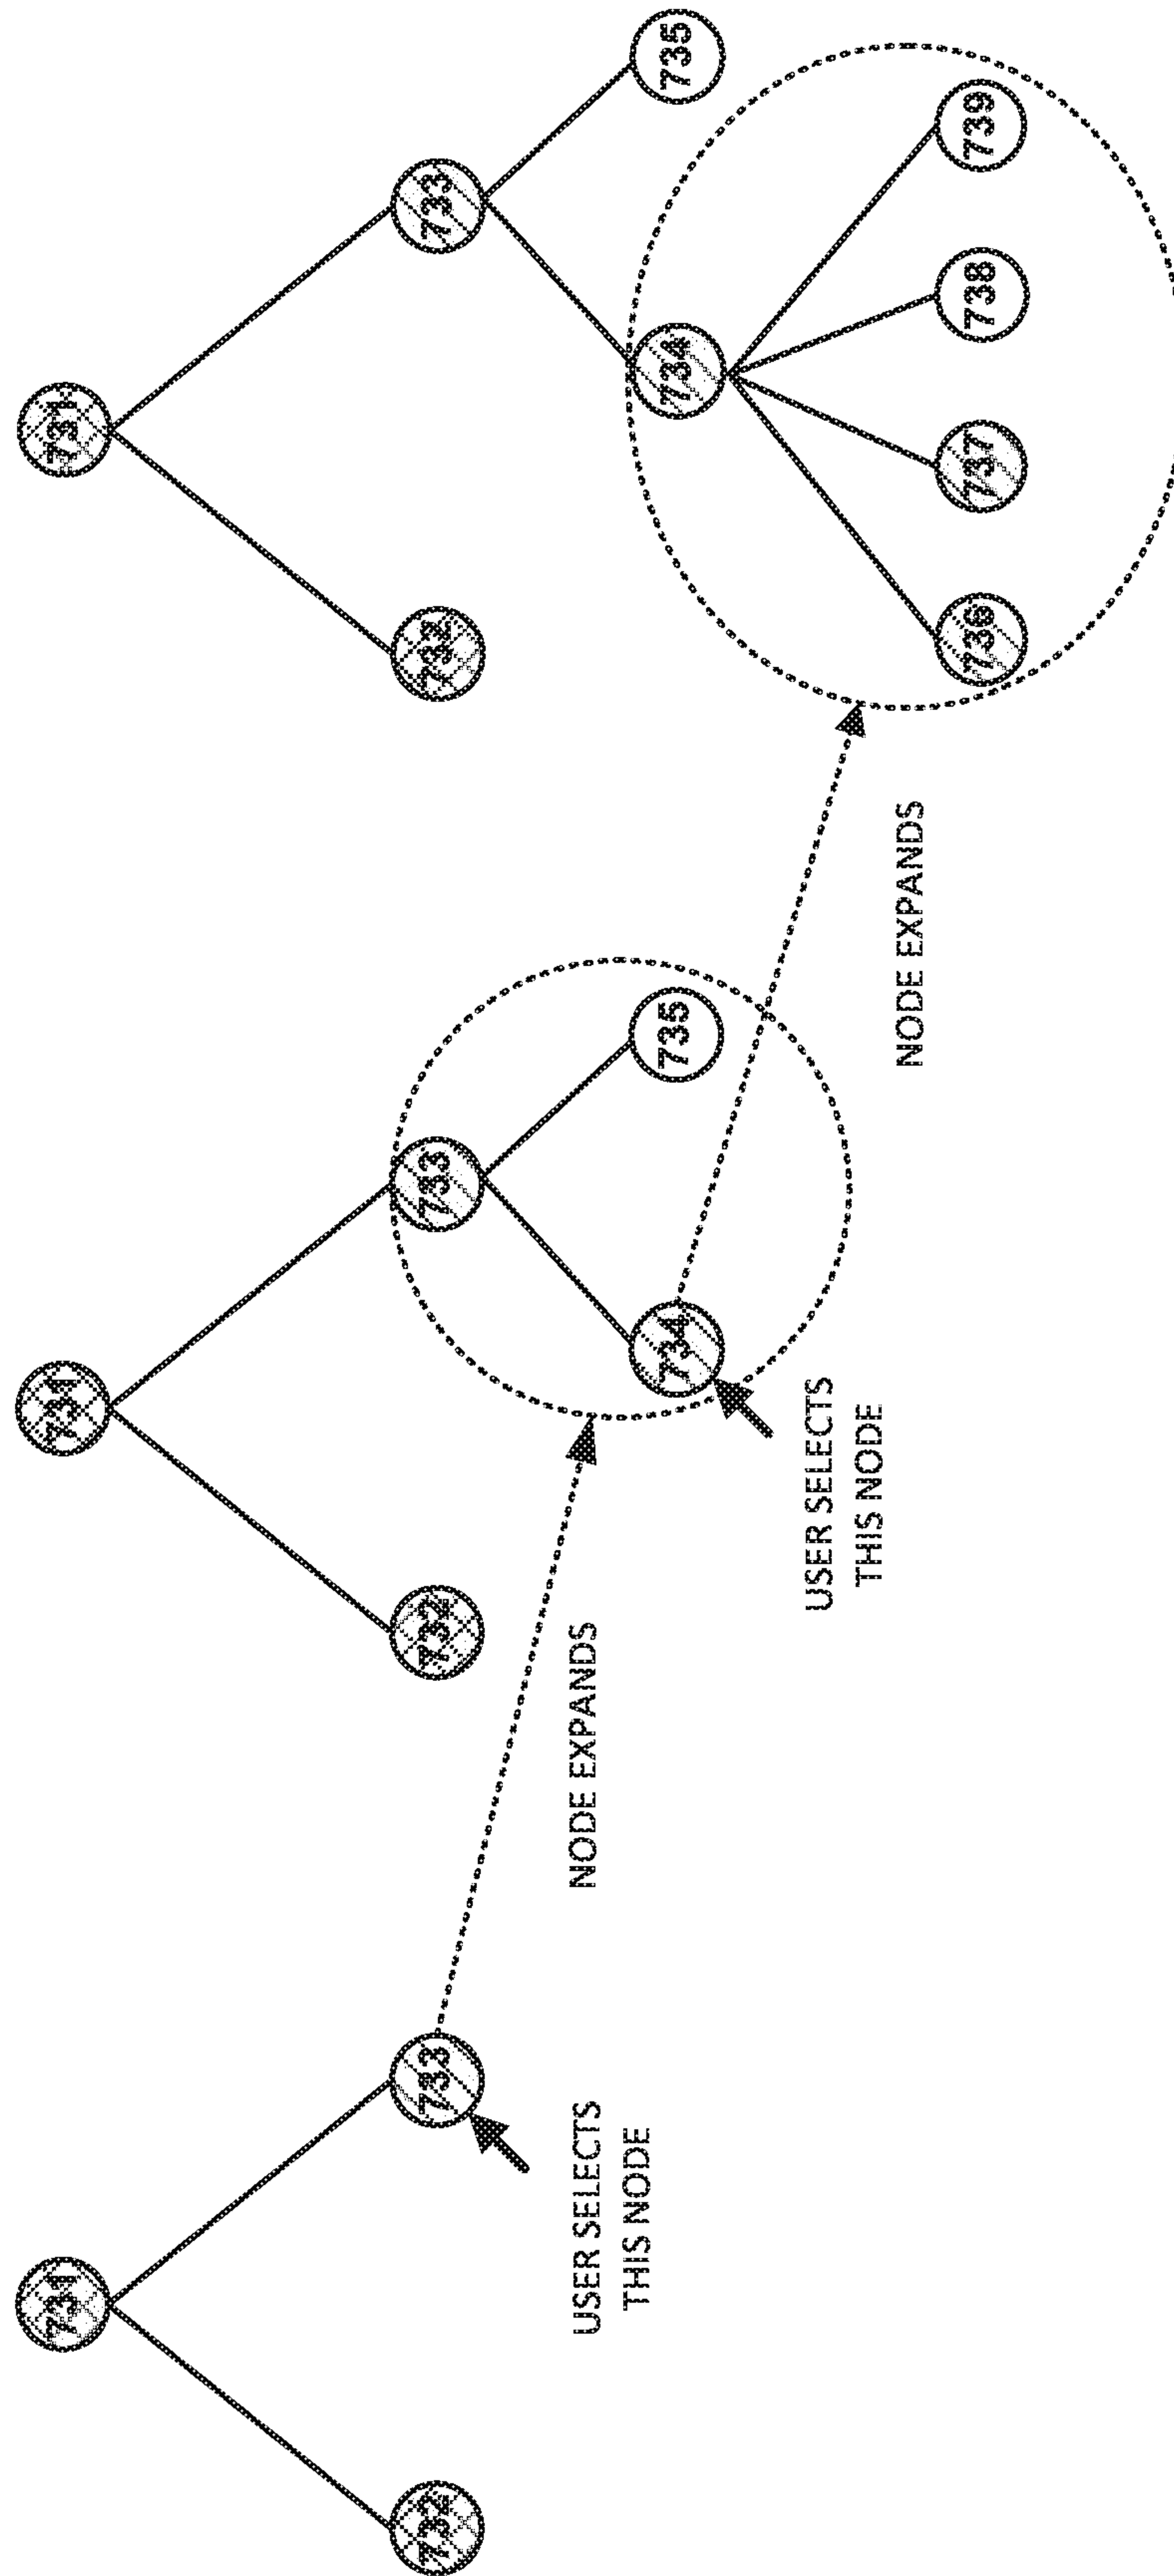 731
732
733
USER SELECTS
THIS NODE
NODE EXPANDS
731
732
733
734
735
USER SELECTS
THIS NODE
NODE EXPANDS
731
732
733
734
735
736
737
738
739